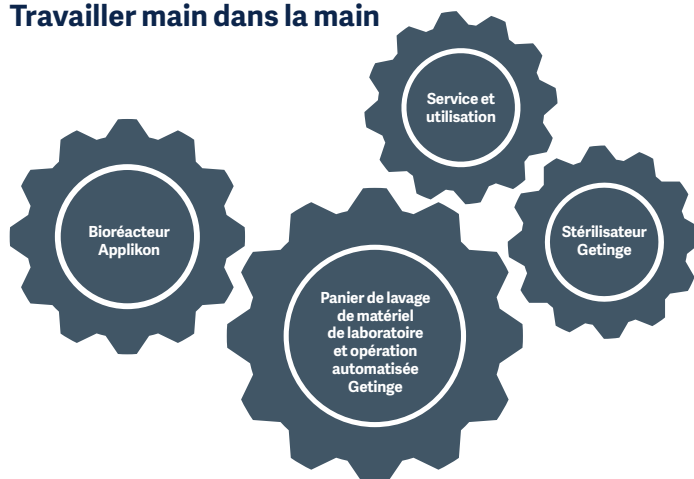 Travailler main dans la main
Service et
utilisation
Bioréacteur
Applikon
Stérilisateur
Getinge
Panier de lavage
de matériel
de laboratoire
et opération
automatisée
Getinge